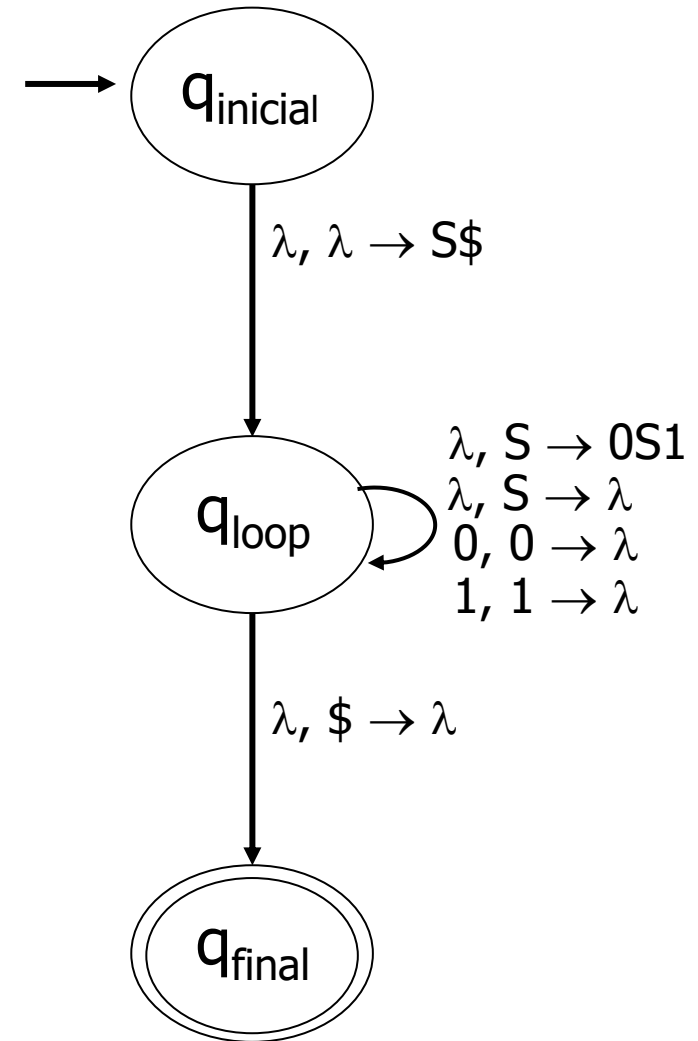 qinicial
λ, λ → S$
λ, S → 0S1
λ, S → λ
qloop
0, 0 → λ
1, 1 → λ
λ, $ → λ
qfinal